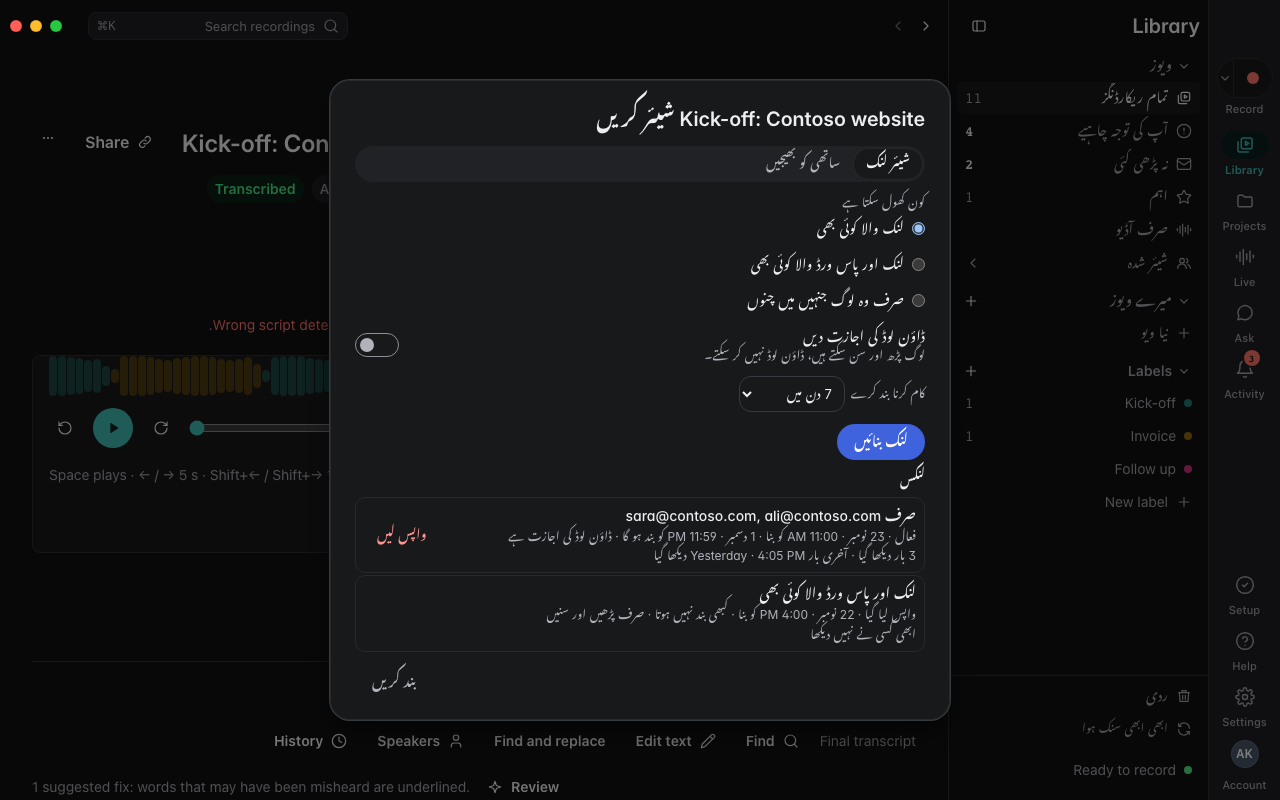 Library
Search recordings
⌘K
Record
Library
Projects
Live
Ask
3
Activity
Setup
Help
Settings
AK
Account
ویوز
تمام ریکارڈنگز 11
آپ کی توجہ چاہیے 4
نہ پڑھی گئی 2
اہم 1
صرف آڈیو
شیئر شدہ
میرے ویوز
نیا ویو
Labels
Kick-off 1
Invoice 1
Follow up
New label
ردی
ابھی ابھی سنک ہوا
Ready to record
Kick-off: Con
Share
Transcribed
Wrong script dete
Space plays · ← / → 5 s · Shift+← / Shift+→
Kick-off: Contoso website شیئر کریں
شیئر لنک
ساتھی کو بھیجیں
کون کھول سکتا ہے
لنک والا کوئی بھی
لنک اور پاس ورڈ والا کوئی بھی
صرف وہ لوگ جنہیں میں چنوں
ڈاؤن لوڈ کی اجازت دیں
لوگ پڑھ اور سن سکتے ہیں، ڈاؤن لوڈ نہیں کر سکتے۔
کام کرنا بند کرے 7 دن میں
لنک بنائیں
لنکس
صرف sara@contoso.com, ali@contoso.com
فعال · 23 نومبر · 11:00 AM کو بنا · 1 دسمبر · 11:59 PM کو بند ہو گا · ڈاؤن لوڈ کی اجازت ہے
3 بار دیکھا گیا · آخری بار Yesterday · 4:05 PM دیکھا گیا
واپس لیں
لنک اور پاس ورڈ والا کوئی بھی
واپس لیا گیا · 22 نومبر · 4:00 PM کو بنا · کبھی بند نہیں ہوتا · صرف پڑھیں اور سنیں
ابھی کسی نے نہیں دیکھا
بند کریں
Final transcript
Find
Edit text
Find and replace
Speakers
History
1 suggested fix: words that may have been misheard are underlined.
Review